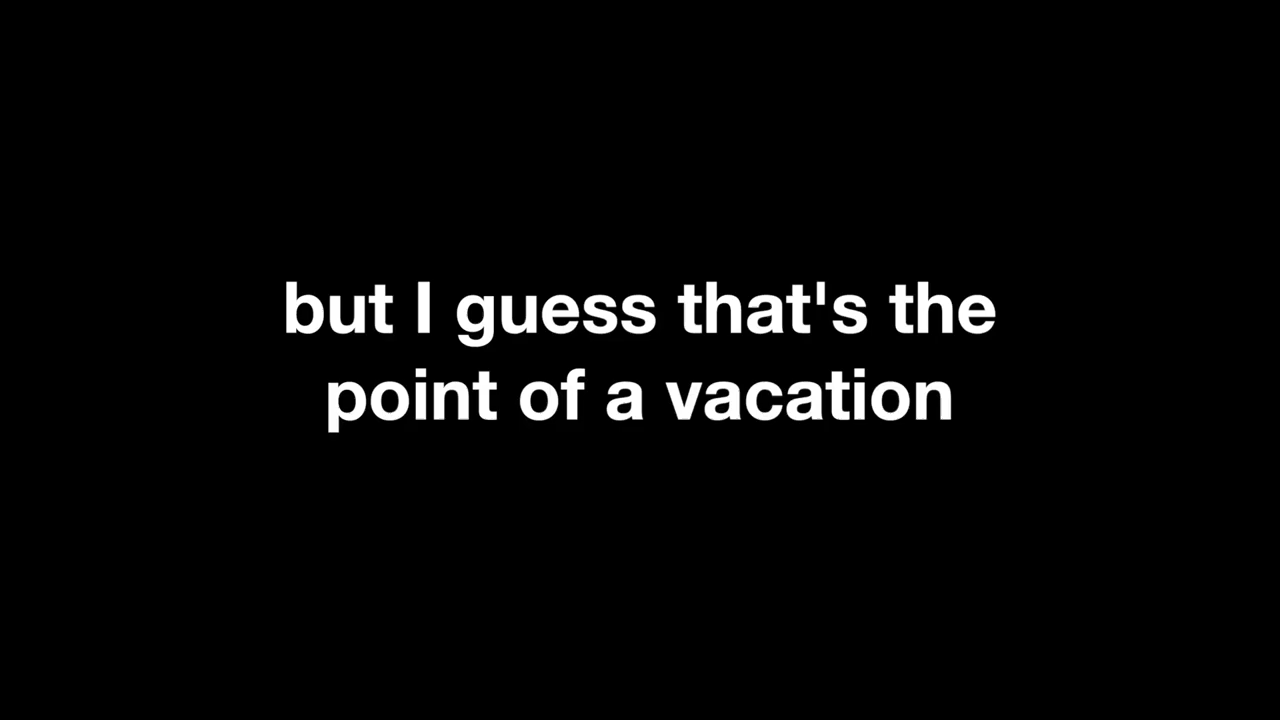 but I guess that's the
point of a vacation